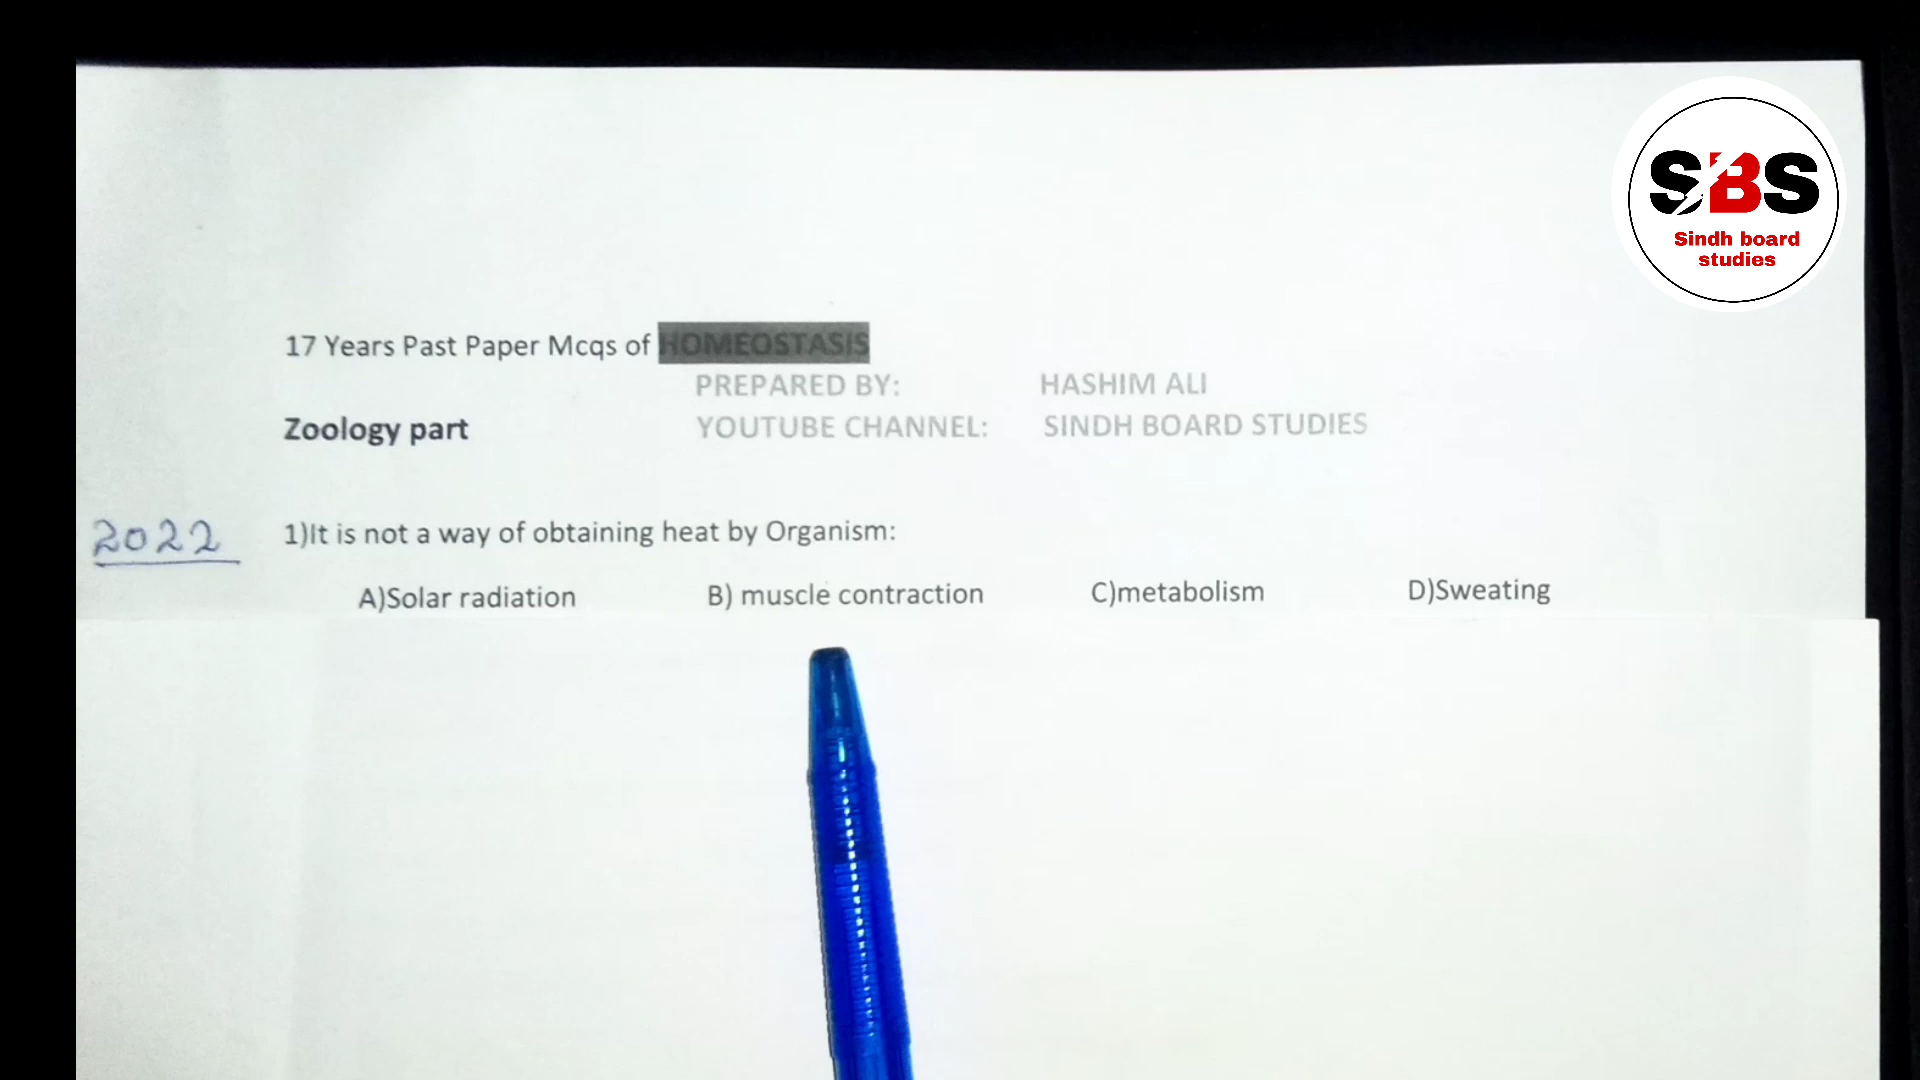 SBS
Sindh board
studies
17 Years Past Paper Mcqs of HOMEOSTASIS
PREPARED BY: HASHIM ALI
Zoology part YOUTUBE CHANNEL: SINDH BOARD STUDIES
2022 1)It is not a way of obtaining heat by Organism:
A)Solar radiation B) muscle contraction C)metabolism D)Sweating